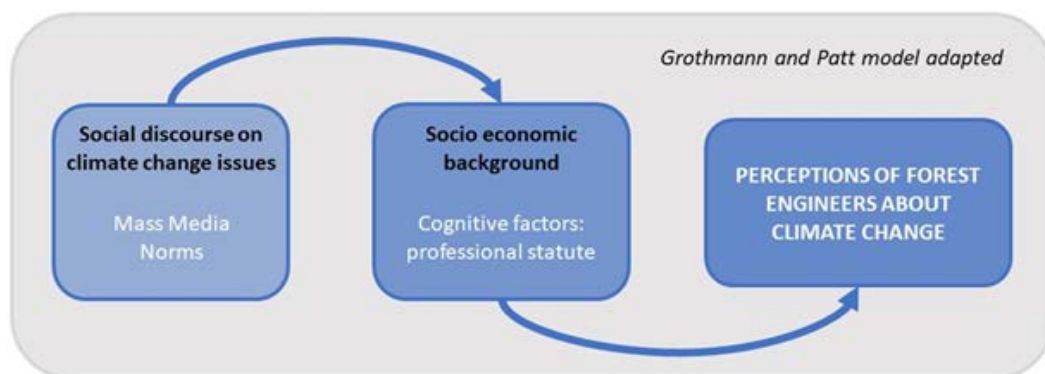 Grothmann and Patt model adapted
Social discourse on
climate change issues
Mass Media
Norms
Socio economic
background
Cognitive factors:
professional statute
PERCEPTIONS OF FOREST
ENGINEERS ABOUT
CLIMATE CHANGE